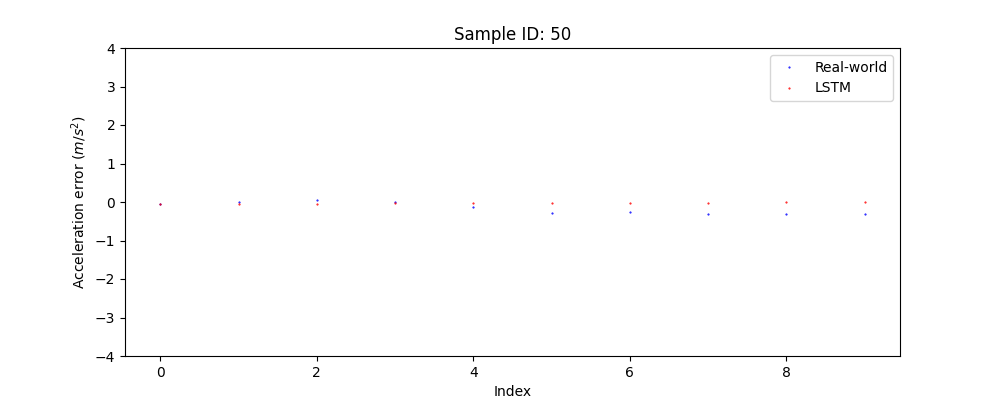 Sample ID: 50
Real-world
LSTM
Acceleration error (m/s²)
4
3
2
1
0
−1
−2
−3
−4
0 2 4 6 8
Index